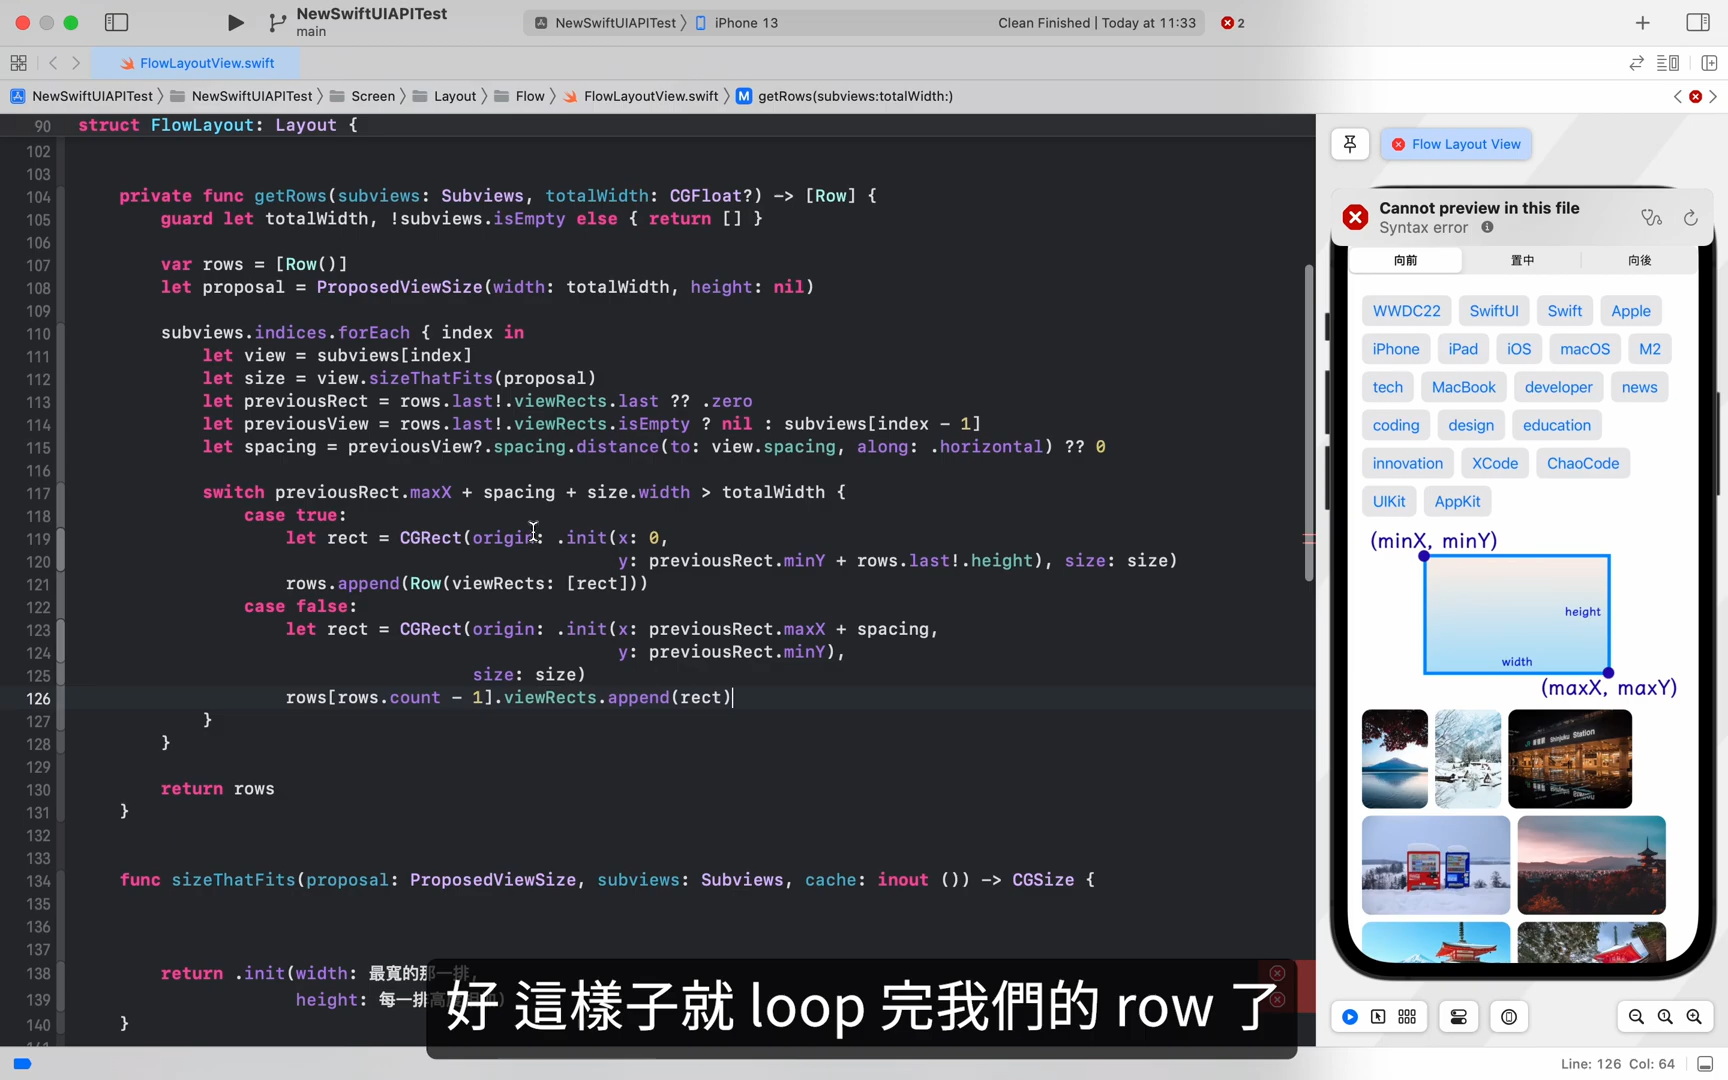 NewSwiftUIAPITest
main
NewSwiftUIAPITest 〉 iPhone 13
Clean Finished | Today at 11:33
2
FlowLayoutView.swift
NewSwiftUIAPITest 〉 NewSwiftUIAPITest 〉 Screen 〉 Layout 〉 Flow 〉 FlowLayoutView.swift 〉 M getRows(subviews:totalWidth:)
90 struct FlowLayout: Layout {
102
103
104 private func getRows(subviews: Subviews, totalWidth: CGFloat?) -> [Row] {
105 guard let totalWidth, !subviews.isEmpty else { return [] }
106
107 var rows = [Row()]
108 let proposal = ProposedViewSize(width: totalWidth, height: nil)
109
110 subviews.indices.forEach { index in
111 let view = subviews[index]
112 let size = view.sizeThatFits(proposal)
113 let previousRect = rows.last!.viewRects.last ?? .zero
114 let previousView = rows.last!.viewRects.isEmpty ? nil : subviews[index - 1]
115 let spacing = previousView?.spacing.distance(to: view.spacing, along: .horizontal) ?? 0
116
117 switch previousRect.maxX + spacing + size.width > totalWidth {
118 case true:
119 let rect = CGRect(origin: .init(x: 0,
120 y: previousRect.minY + rows.last!.height), size: size)
121 rows.append(Row(viewRects: [rect]))
122 case false:
123 let rect = CGRect(origin: .init(x: previousRect.maxX + spacing,
124 y: previousRect.minY),
125 size: size)
126 rows[rows.count - 1].viewRects.append(rect)
127 }
128 }
129
130 return rows
131 }
132
133
134 func sizeThatFits(proposal: ProposedViewSize, subviews: Subviews, cache: inout ()) -> CGSize {
135
136
137
138 return .init(width: 最寬的那一排,
139 height: 每一排高
140 }
好 這樣子就 loop 完我們的 row 了
Flow Layout View
Cannot preview in this file
Syntax error
向前 置中 向後
WWDC22 SwiftUI Swift Apple
iPhone iPad iOS macOS M2
tech MacBook developer news
coding design education
innovation XCode ChaoCode
UIKit AppKit
(minX, minY)
height
width
(maxX, maxY)
Shinjuku Station
Line: 126 Col: 64